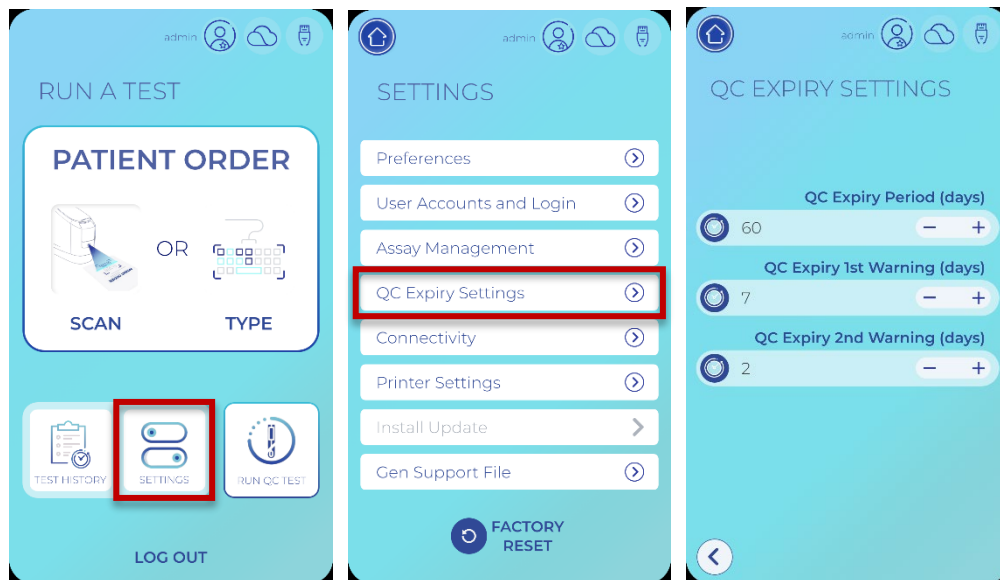 admin
RUN A TEST
PATIENT ORDER
OR
SCAN
TYPE
TEST HISTORY
SETTINGS
RUN QC TEST
LOG OUT
admin
SETTINGS
Preferences
User Accounts and Login
Assay Management
QC Expiry Settings
Connectivity
Printer Settings
Install Update
Gen Support File
FACTORY
RESET
admin
QC EXPIRY SETTINGS
QC Expiry Period (days)
60
− +
QC Expiry 1st Warning (days)
7
− +
QC Expiry 2nd Warning (days)
2
− +